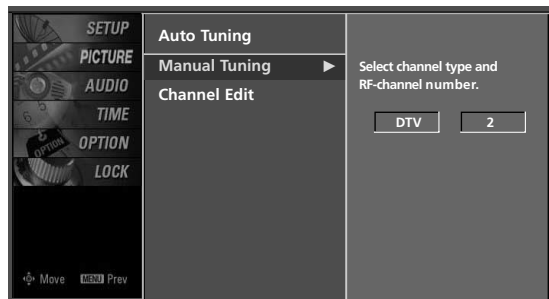 SETUP
PICTURE
AUDIO
TIME
OPTION
LOCK
Move MENU Prev
Auto Tuning
Manual Tuning ►
Channel Edit
Select channel type and
RF-channel number.
DTV 2